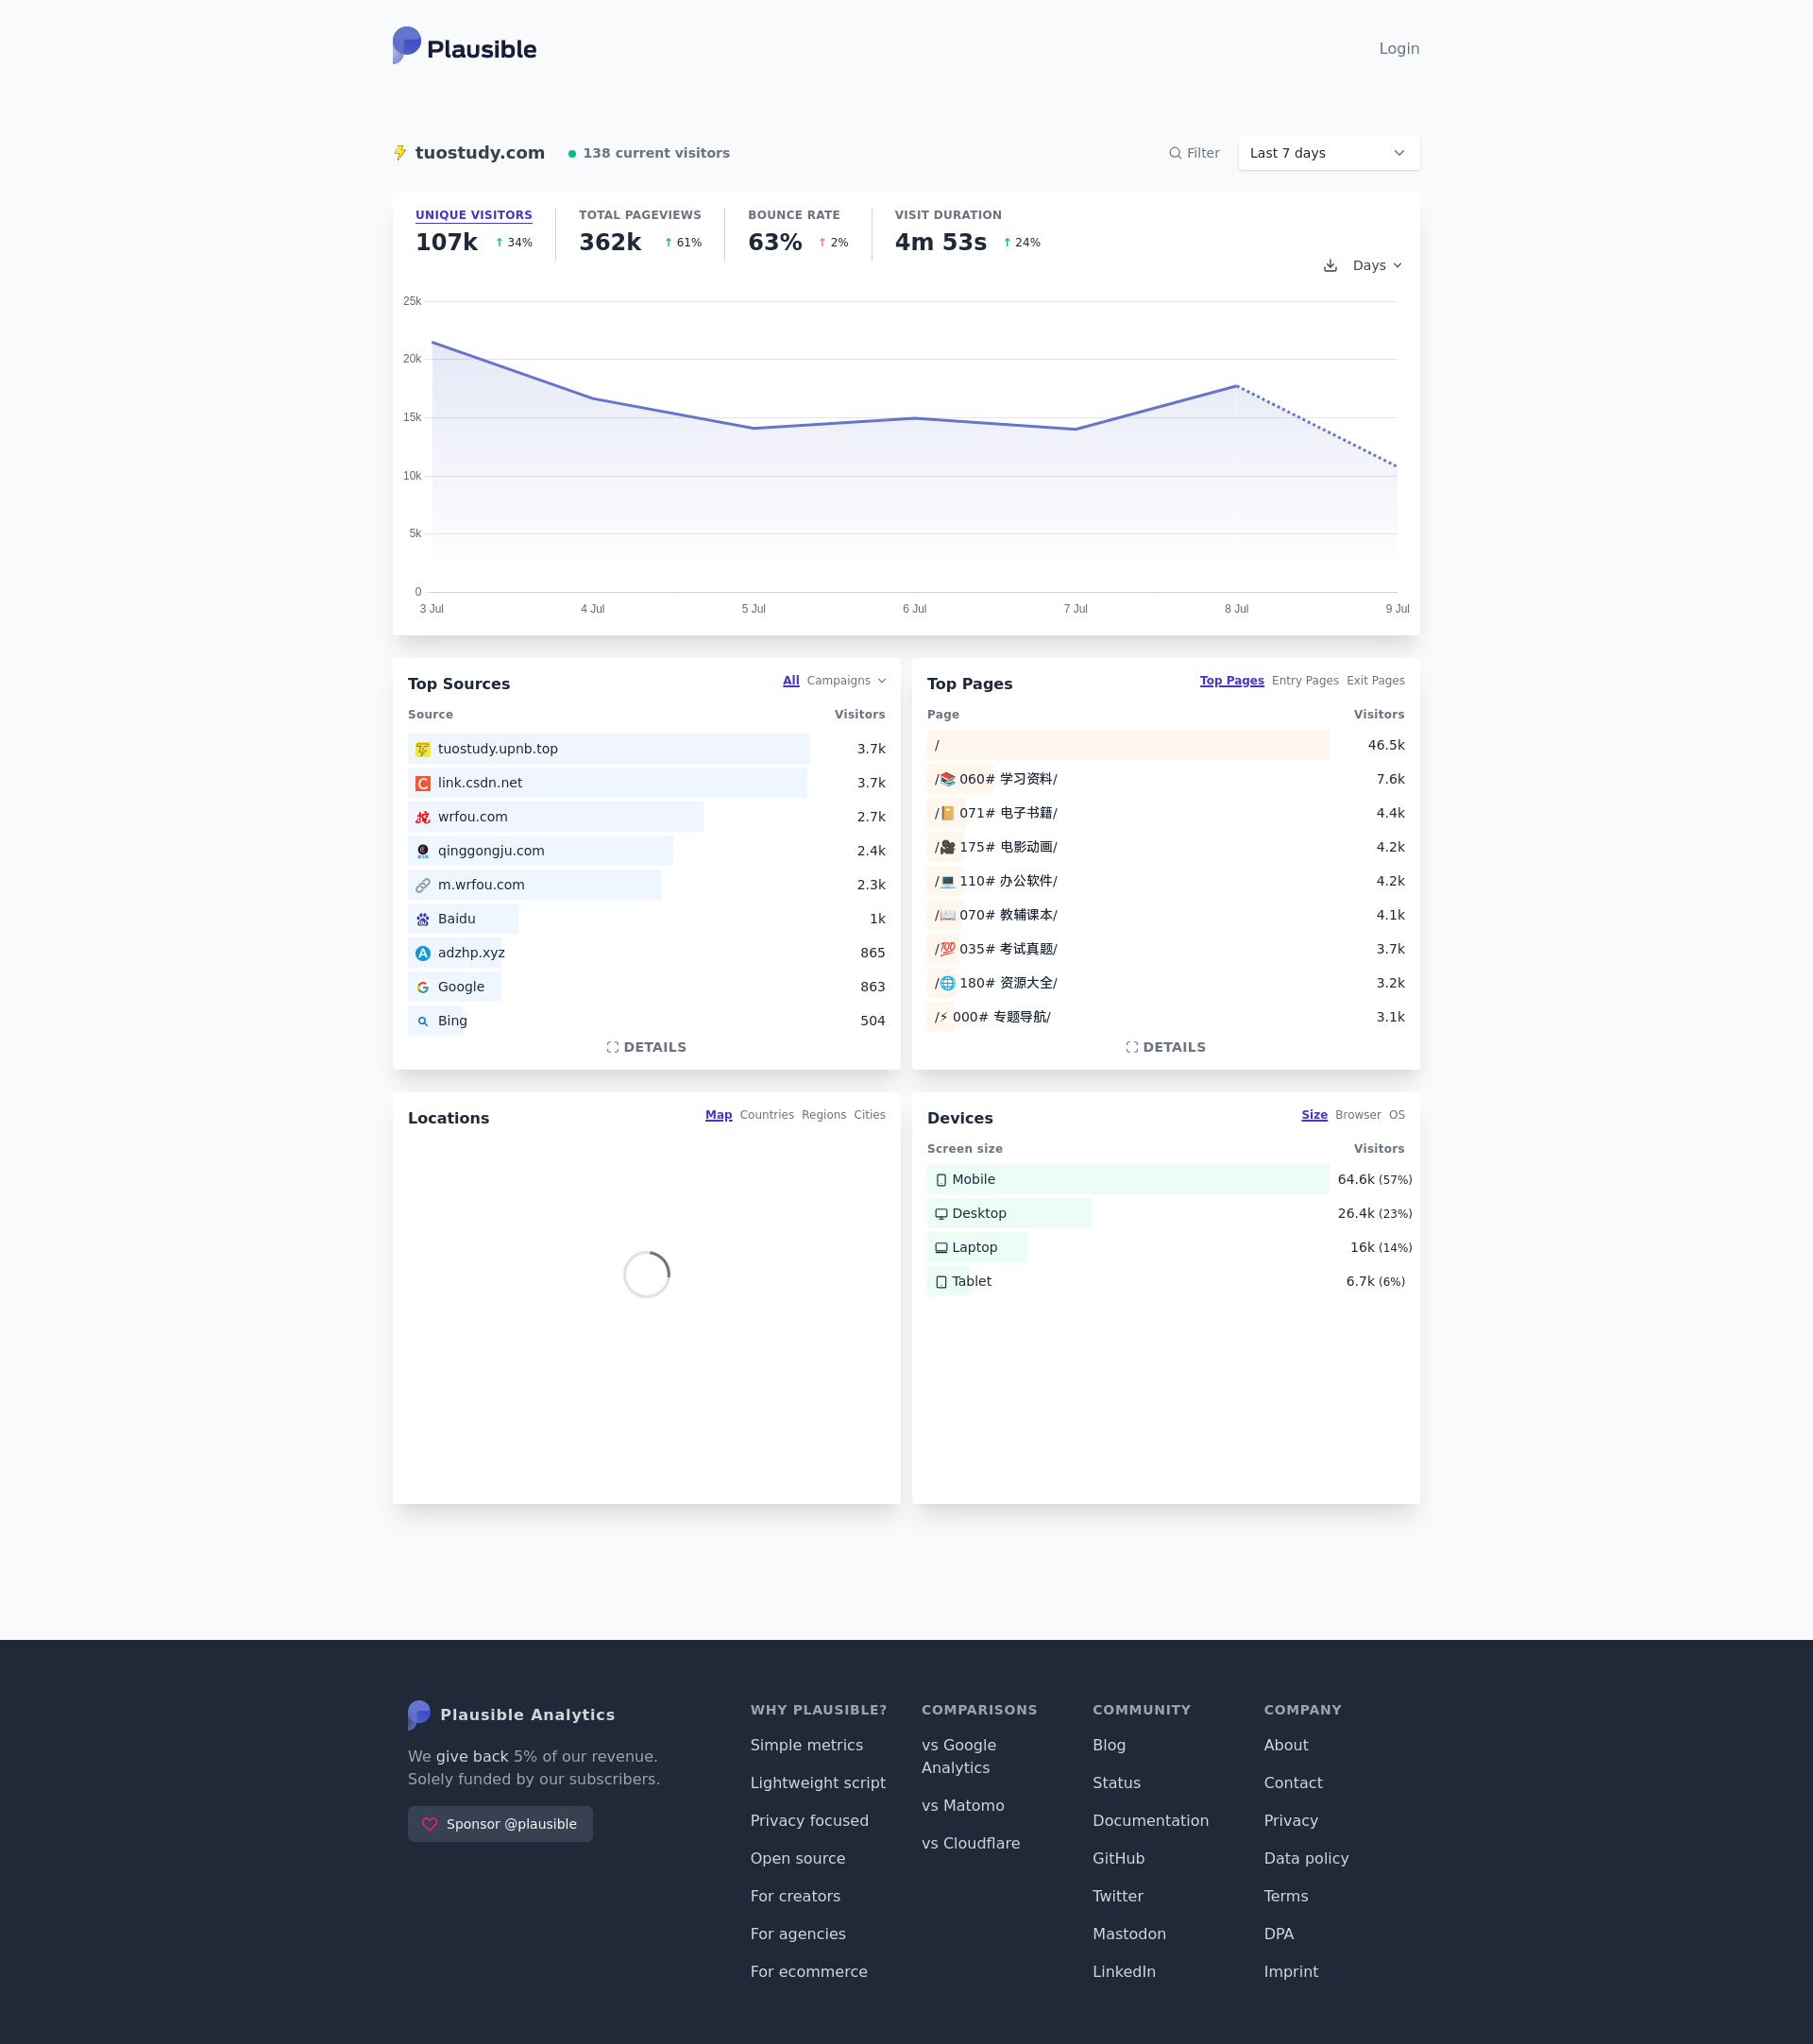 Plausible
Login
tuostudy.com
138 current visitors
Filter
Last 7 days
UNIQUE VISITORS
107k ↑ 34%
TOTAL PAGEVIEWS
362k ↑ 61%
BOUNCE RATE
63% ↑ 2%
VISIT DURATION
4m 53s ↑ 24%
Days
25k
20k
15k
10k
5k
0
3 Jul 4 Jul 5 Jul 6 Jul 7 Jul 8 Jul 9 Jul
Top Sources
All Campaigns
Source Visitors
tuostudy.upnb.top 3.7k
link.csdn.net 3.7k
wrfou.com 2.7k
qinggongju.com 2.4k
m.wrfou.com 2.3k
Baidu 1k
adzhp.xyz 865
Google 863
Bing 504
DETAILS
Top Pages
Top Pages Entry Pages Exit Pages
Page Visitors
/ 46.5k
/📚 060# 学习资料/ 7.6k
/📔 071# 电子书籍/ 4.4k
/🎥 175# 电影动画/ 4.2k
/💻 110# 办公软件/ 4.2k
/📖 070# 教辅课本/ 4.1k
/💯 035# 考试真题/ 3.7k
/🌐 180# 资源大全/ 3.2k
/⚡ 000# 专题导航/ 3.1k
DETAILS
Locations
Map Countries Regions Cities
Devices
Size Browser OS
Screen size Visitors
Mobile 64.6k (57%)
Desktop 26.4k (23%)
Laptop 16k (14%)
Tablet 6.7k (6%)
Plausible Analytics
We give back 5% of our revenue.
Solely funded by our subscribers.
Sponsor @plausible
WHY PLAUSIBLE?
Simple metrics
Lightweight script
Privacy focused
Open source
For creators
For agencies
For ecommerce
COMPARISONS
vs Google
Analytics
vs Matomo
vs Cloudflare
COMMUNITY
Blog
Status
Documentation
GitHub
Twitter
Mastodon
LinkedIn
COMPANY
About
Contact
Privacy
Data policy
Terms
DPA
Imprint